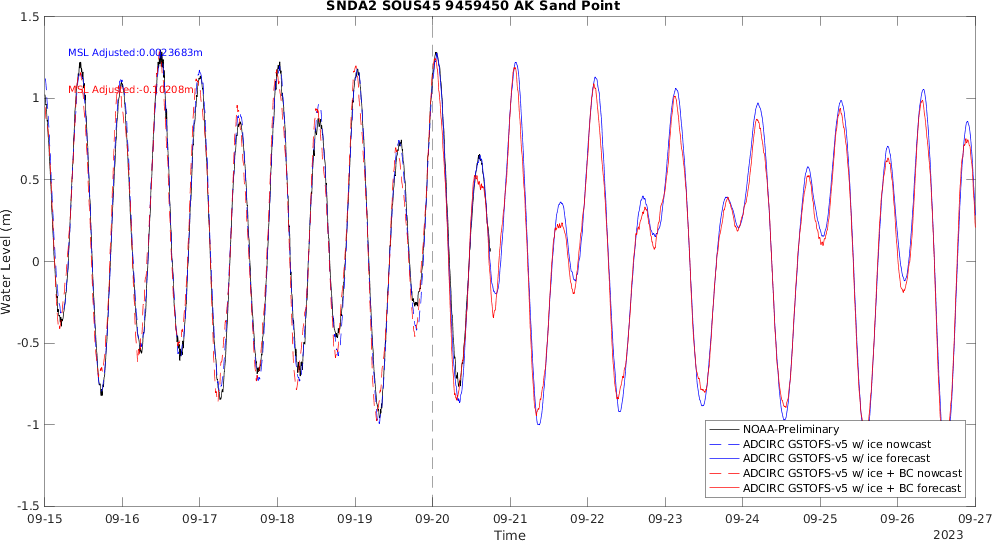 SNDA2 SOUS45 9459450 AK Sand Point
MSL Adjusted:0.0023683m
MSL Adjusted:-0.10208m
Water Level (m)
1.5
1
0.5
0
-0.5
-1
-1.5
NOAA-Preliminary
ADCIRC GSTOFS-v5 w/ ice nowcast
ADCIRC GSTOFS-v5 w/ ice forecast
ADCIRC GSTOFS-v5 w/ ice + BC nowcast
ADCIRC GSTOFS-v5 w/ ice + BC forecast
09-15 09-16 09-17 09-18 09-19 09-20 09-21 09-22 09-23 09-24 09-25 09-26 09-27
Time
2023